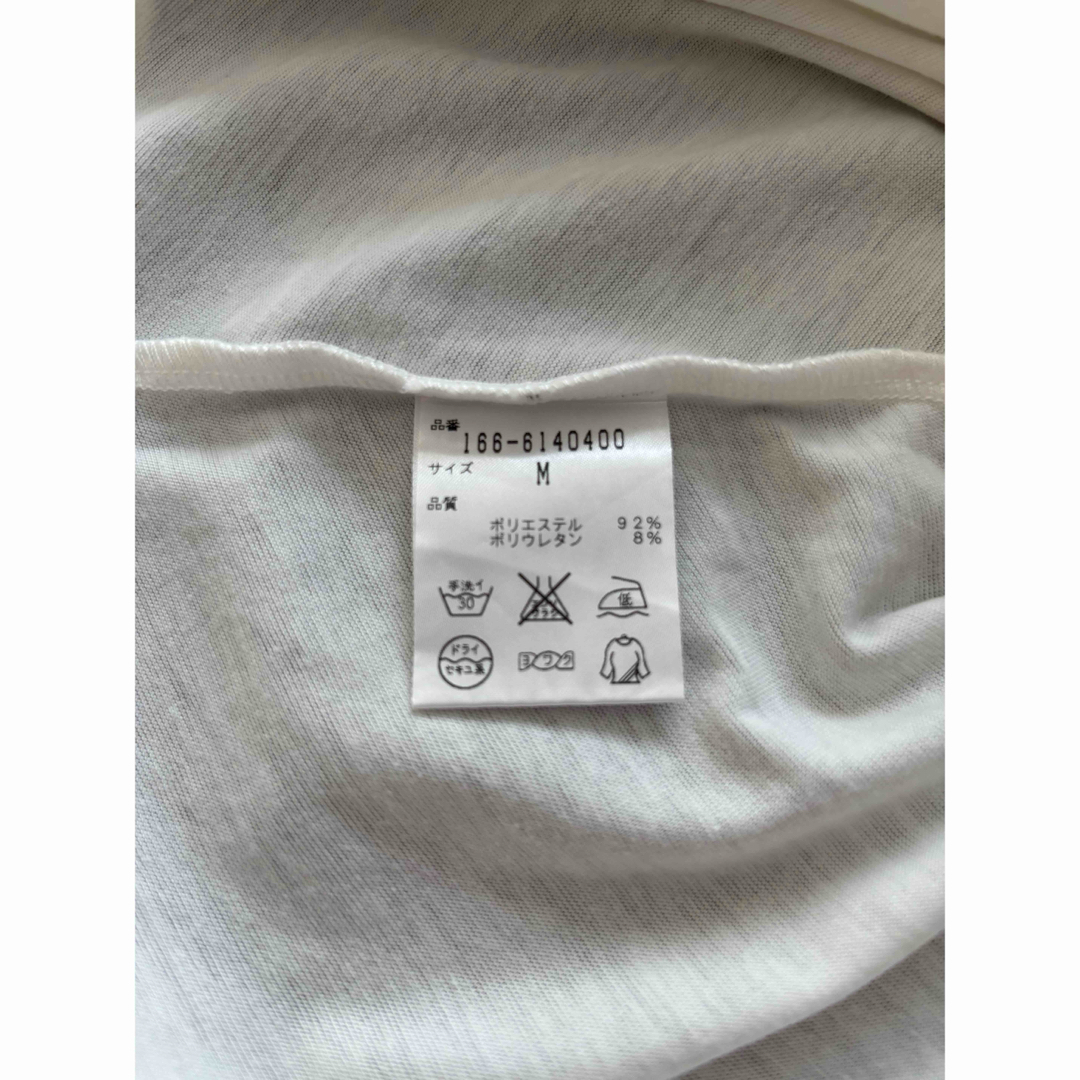 品番
166-6140400
サイズ M
品質
ポリエステル 92%
ポリウレタン 8%
手洗イ
30
低
ドライ
セキユ系
ヨワク